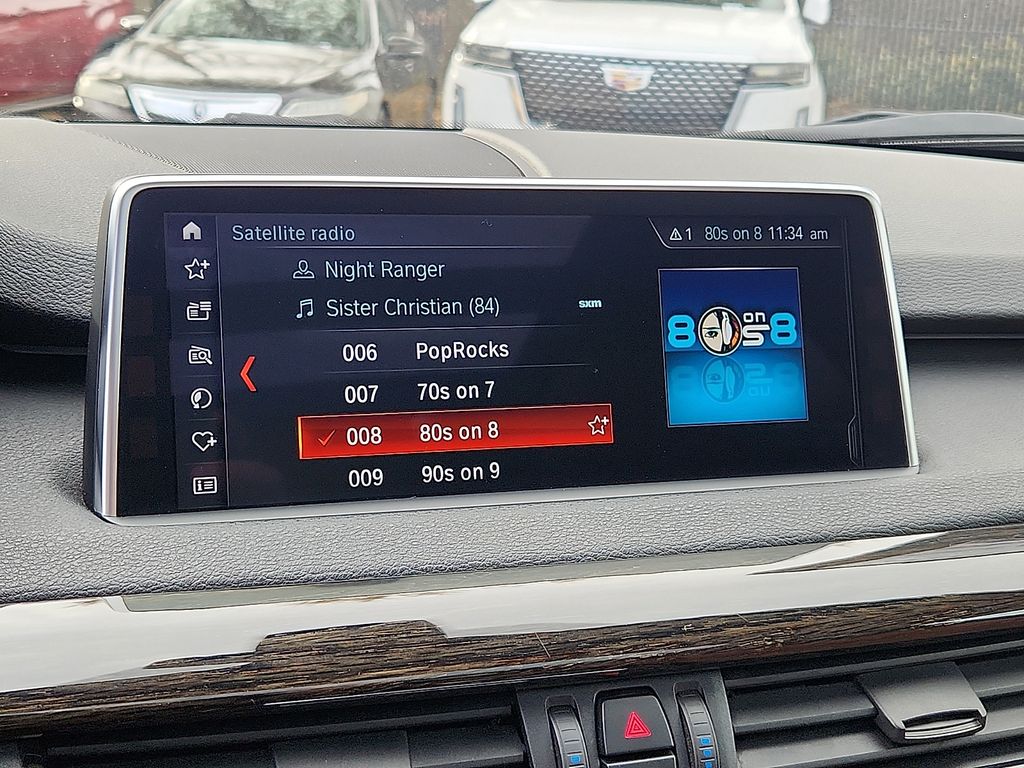 Satellite radio
1 80s on 8 11:34 am
Night Ranger
Sister Christian (84)
sxm
006 PopRocks
007 70s on 7
008 80s on 8
009 90s on 9
8 on 8